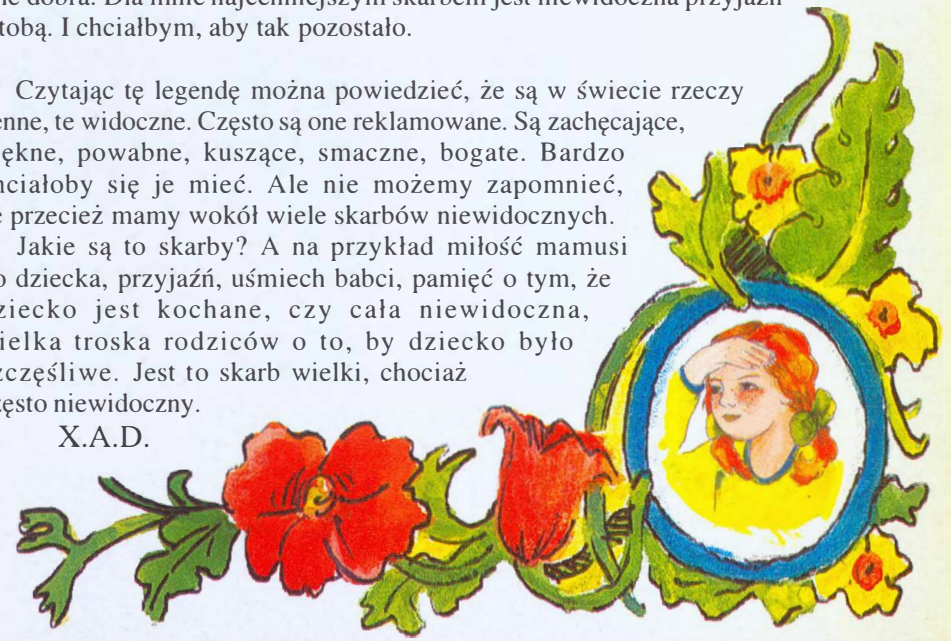 ne dobra. Dla mnie najcenniejszym skarbem jest niewidoczna przyjaźń
tobą. I chciałbym, aby tak pozostało.
Czytając tę legendę można powiedzieć, że są w świecie rzeczy
enne, te widoczne. Często są one reklamowane. Są zachęcające,
ękne, powabne, kuszące, smaczne, bogate. Bardzo
hciałoby się je mieć. Ale nie możemy zapomnieć,
e przecież mamy wokół wiele skarbów niewidocznych.
Jakie są to skarby? A na przykład miłość mamusi
o dziecka, przyjaźń, uśmiech babci, pamięć o tym, że
ziecko jest kochane, czy cała niewidoczna,
ielka troska rodziców o to, by dziecko było
zczęśliwe. Jest to skarb wielki, chociaż
zęsto niewidoczny.
X.A.D.